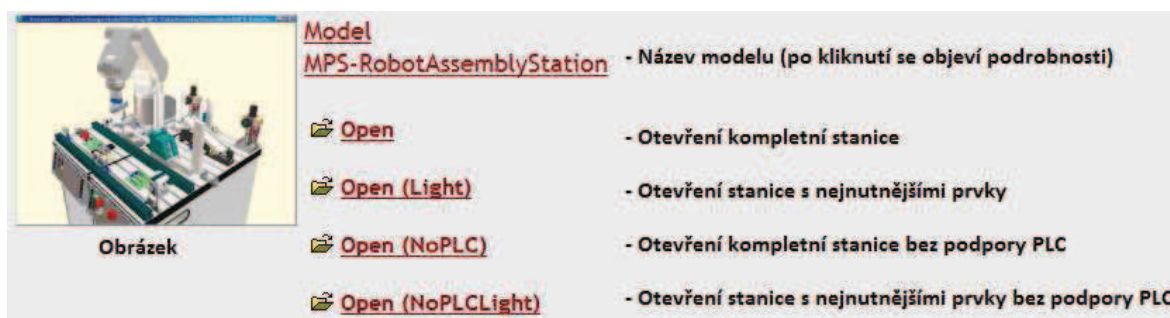 Model
MPS-RobotAssemblyStation - Název modelu (po kliknutí se objeví podrobnosti)
Open - Otevření kompletní stanice
Open (Light) - Otevření stanice s nejnutnějšími prvky
Obrázek Open (NoPLC) - Otevření kompletní stanice bez podpory PLC
Open (NoPLCLight) - Otevření stanice s nejnutnějšími prvky bez podpory PLC